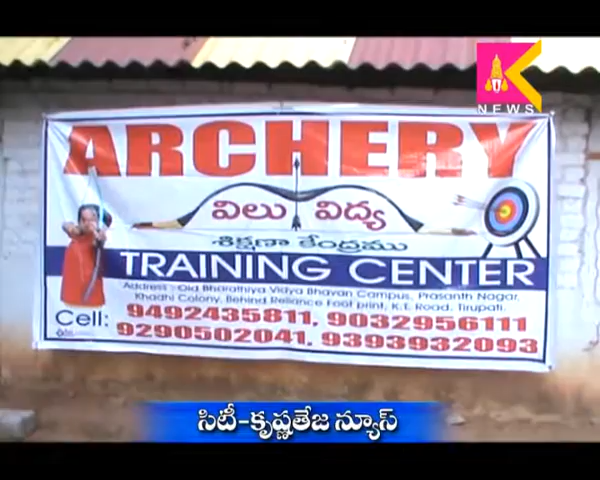 K
NEWS
ARCHERY
విలు విద్య
శిక్షణా కేంద్రము
TRAINING CENTER
Address : Old Bharathiya Vidya Bhavan Campus, Prasanth Nagar,
Khadhi Colony, Behind Reliance Foot print, K.T. Road, Tirupati.
Cell: 9492435811, 9032956111
9290502041, 9393932093
సిటీ-కృష్ణతేజ న్యూస్